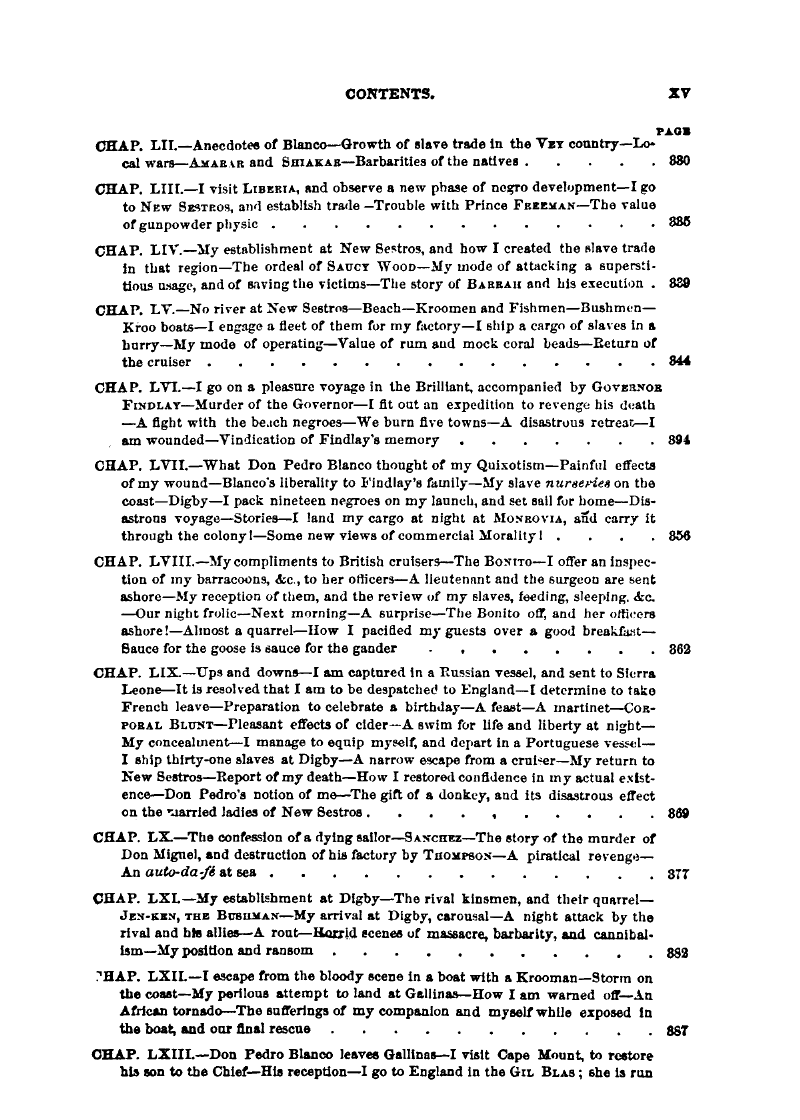 CONTENTS. XV
PAGE
CHAP. LII.—Anecdotes of Blanco—Growth of slave trade in the Vey country—Lo-
cal wars—Amarar and Shiakar—Barbarities of the natives . . . . . 330
CHAP. LIII.—I visit Liberia, and observe a new phase of negro development—I go
to New Sestros, and establish trade—Trouble with Prince Freeman—The value
of gunpowder physic . . . . . . . . . . . . . 335
CHAP. LIV.—My establishment at New Sestros, and how I created the slave trade
in that region—The ordeal of Saucy Wood—My mode of attacking a supersti-
tious usage, and of saving the victims—The story of Barrah and his execution . 339
CHAP. LV.—No river at New Sestros—Beach—Kroomen and Fishmen—Bushmen—
Kroo boats—I engage a fleet of them for my factory—I ship a cargo of slaves in a
hurry—My mode of operating—Value of rum and mock coral beads—Return of
the cruiser . . . . . . . . . . . . . . . 344
CHAP. LVI.—I go on a pleasure voyage in the Brilliant, accompanied by Governor
Findlay—Murder of the Governor—I fit out an expedition to revenge his death
—A fight with the beach negroes—We burn five towns—A disastrous retreat—I
am wounded—Vindication of Findlay's memory . . . . . . . 394
CHAP. LVII.—What Don Pedro Blanco thought of my Quixotism—Painful effects
of my wound—Blanco's liberality to Findlay's family—My slave nurseries on the
coast—Digby—I pack nineteen negroes on my launch, and set sail for home—Dis-
astrous voyage—Stories—I land my cargo at night at Monrovia, and carry it
through the colony!—Some new views of commercial Morality! . . . . 356
CHAP. LVIII.—My compliments to British cruisers—The Bonito—I offer an inspec-
tion of my barracoons, &c., to her officers—A lieutenant and the surgeon are sent
ashore—My reception of them, and the review of my slaves, feeding, sleeping, &c.
—Our night frolic—Next morning—A surprise—The Bonito off, and her officers
ashore!—Almost a quarrel—How I pacified my guests over a good breakfast—
Sauce for the goose is sauce for the gander . . . . . . . 362
CHAP. LIX.—Ups and downs—I am captured in a Russian vessel, and sent to Sierra
Leone—It is resolved that I am to be despatched to England—I determine to take
French leave—Preparation to celebrate a birthday—A feast—A martinet—Cor-
poral Blunt—Pleasant effects of cider—A swim for life and liberty at night—
My concealment—I manage to equip myself, and depart in a Portuguese vessel—
I ship thirty-one slaves at Digby—A narrow escape from a cruiser—My return to
New Sestros—Report of my death—How I restored confidence in my actual exist-
ence—Don Pedro's notion of me—The gift of a donkey, and its disastrous effect
on the married ladies of New Sestros . . . . . . . . . 369
CHAP. LX.—The confession of a dying sailor—Sanchez—The story of the murder of
Don Miguel, and destruction of his factory by Thompson—A piratical revenge—
An auto-da-fé at sea . . . . . . . . . . . . . 377
CHAP. LXI.—My establishment at Digby—The rival kinsmen, and their quarrel—
Jen-ken, the Bushman—My arrival at Digby, carousal—A night attack by the
rival and his allies—A rout—Horrid scenes of massacre, barbarity, and cannibal-
ism—My position and ransom . . . . . . . . . . . 382
CHAP. LXII.—I escape from the bloody scene in a boat with a Krooman—Storm on
the coast—My perilous attempt to land at Gallinas—How I am warned off—An
African tornado—The sufferings of my companion and myself while exposed in
the boat, and our final rescue . . . . . . . . . . . 387
CHAP. LXIII.—Don Pedro Blanco leaves Gallinas—I visit Cape Mount, to restore
his son to the Chief—His reception—I go to England in the Gil Blas; she is run